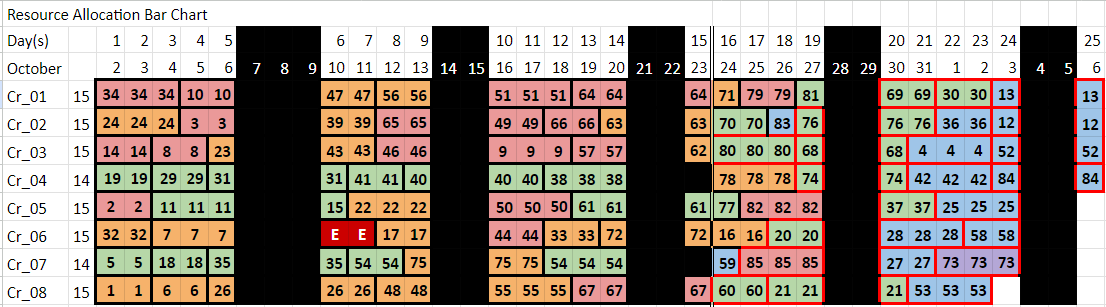 Resource Allocation Bar Chart
Day(s) 1 2 3 4 5 6 7 8 9 10 11 12 13 14 15 16 17 18 19 20 21 22 23 24 25
October 2 3 4 5 6 7 8 9 10 11 12 13 14 15 16 17 18 19 20 21 22 23 24 25 26 27 28 29 30 31 1 2 3 4 5 6
Cr_01 15 34 34 34 10 10 47 47 56 56 51 51 51 64 64 64 71 79 79 81 69 69 30 30 13 13
Cr_02 15 24 24 24 3 3 39 39 65 65 49 49 66 66 63 63 70 70 83 76 76 76 36 36 12 12
Cr_03 15 14 14 8 8 23 43 43 46 46 9 9 9 57 57 62 80 80 80 68 68 4 4 4 52 52
Cr_04 14 19 19 29 29 31 31 41 41 40 40 40 38 38 38 78 78 78 74 74 42 42 42 84 84
Cr_05 15 2 2 11 11 11 15 22 22 22 50 50 50 61 61 61 77 82 82 82 37 37 25 25 25
Cr_06 15 32 32 7 7 7 E E 17 17 44 44 33 33 72 72 16 16 20 20 28 28 28 58 58
Cr_07 14 5 5 18 18 35 35 54 54 75 75 75 54 54 54 59 85 85 85 27 27 73 73 73
Cr_08 15 1 1 6 6 26 26 26 48 48 55 55 55 67 67 67 60 60 21 21 21 53 53 53